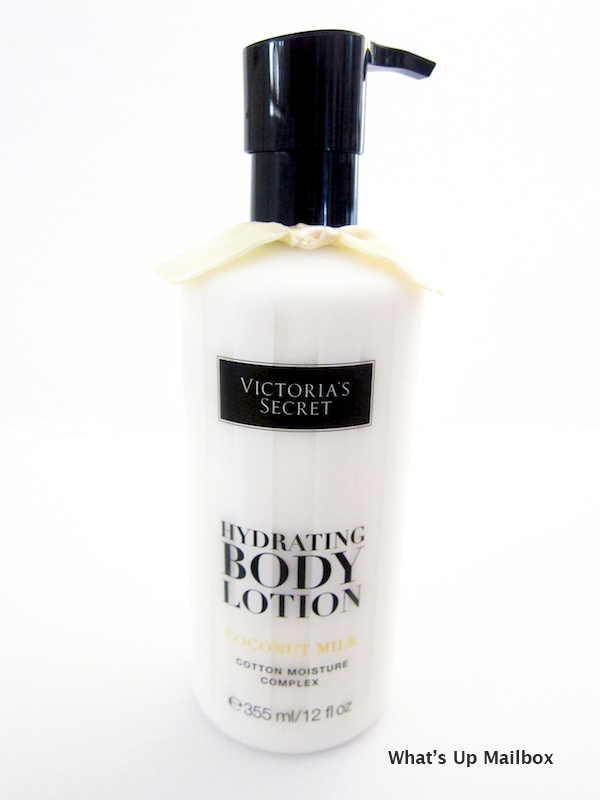 VICTORIA'S
SECRET
HYDRATING
BODY
LOTION
COCONUT MILK
COTTON MOISTURE
COMPLEX
℮355 ml/12 fl oz
What's Up Mailbox